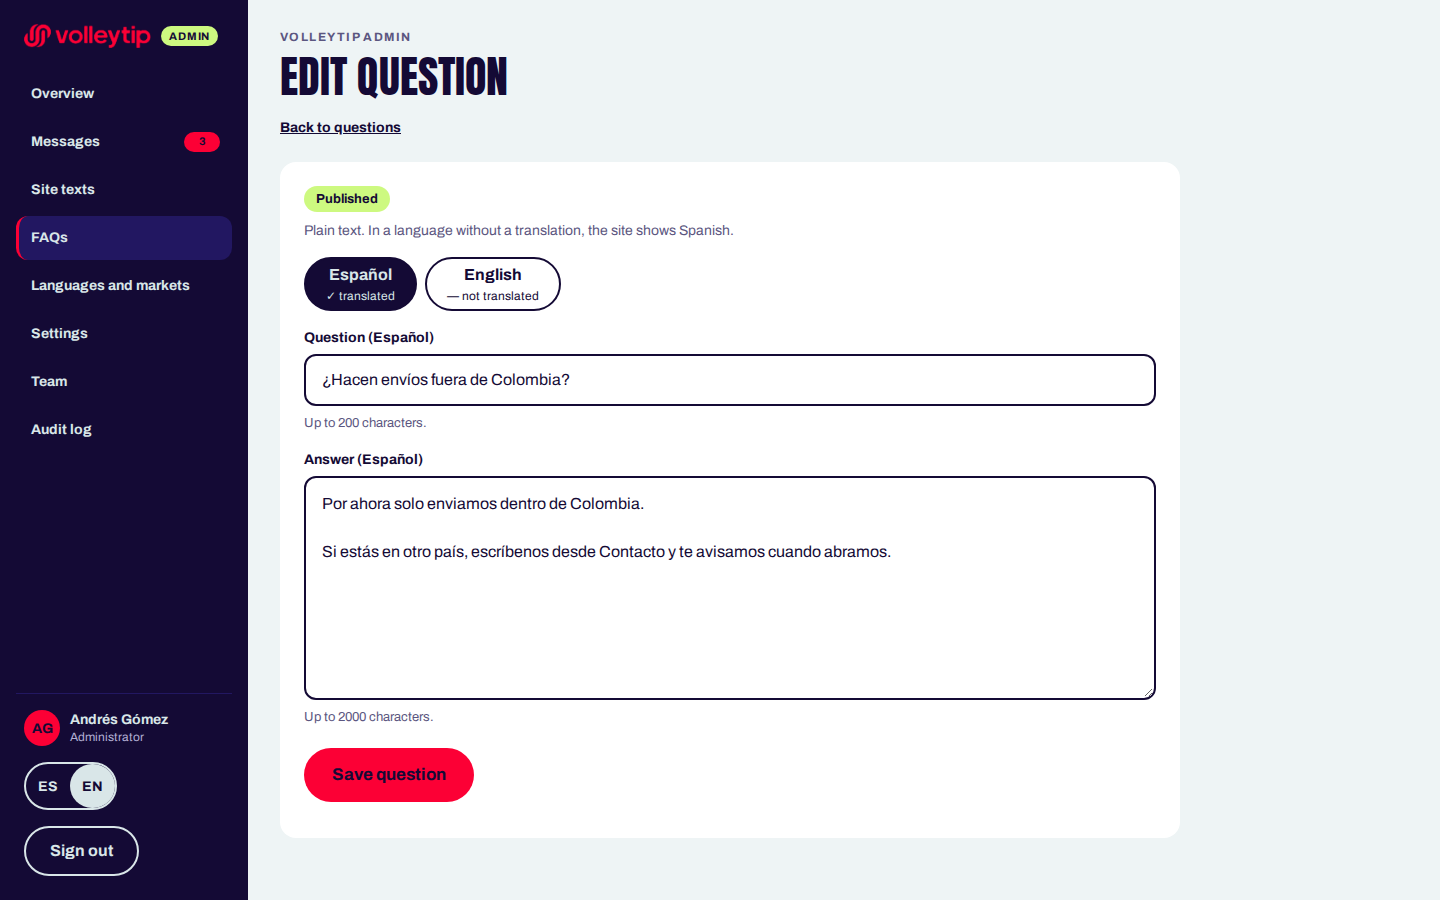 volleytip ADMIN
Overview
Messages 3
Site texts
FAQs
Languages and markets
Settings
Team
Audit log
AG Andrés Gómez
Administrator
ES EN
Sign out
VOLLEYTIP ADMIN
EDIT QUESTION
Back to questions
Published
Plain text. In a language without a translation, the site shows Spanish.
Español
✓ translated
English
— not translated
Question (Español)
¿Hacen envíos fuera de Colombia?
Up to 200 characters.
Answer (Español)
Por ahora solo enviamos dentro de Colombia.
Si estás en otro país, escríbenos desde Contacto y te avisamos cuando abramos.
Up to 2000 characters.
Save question